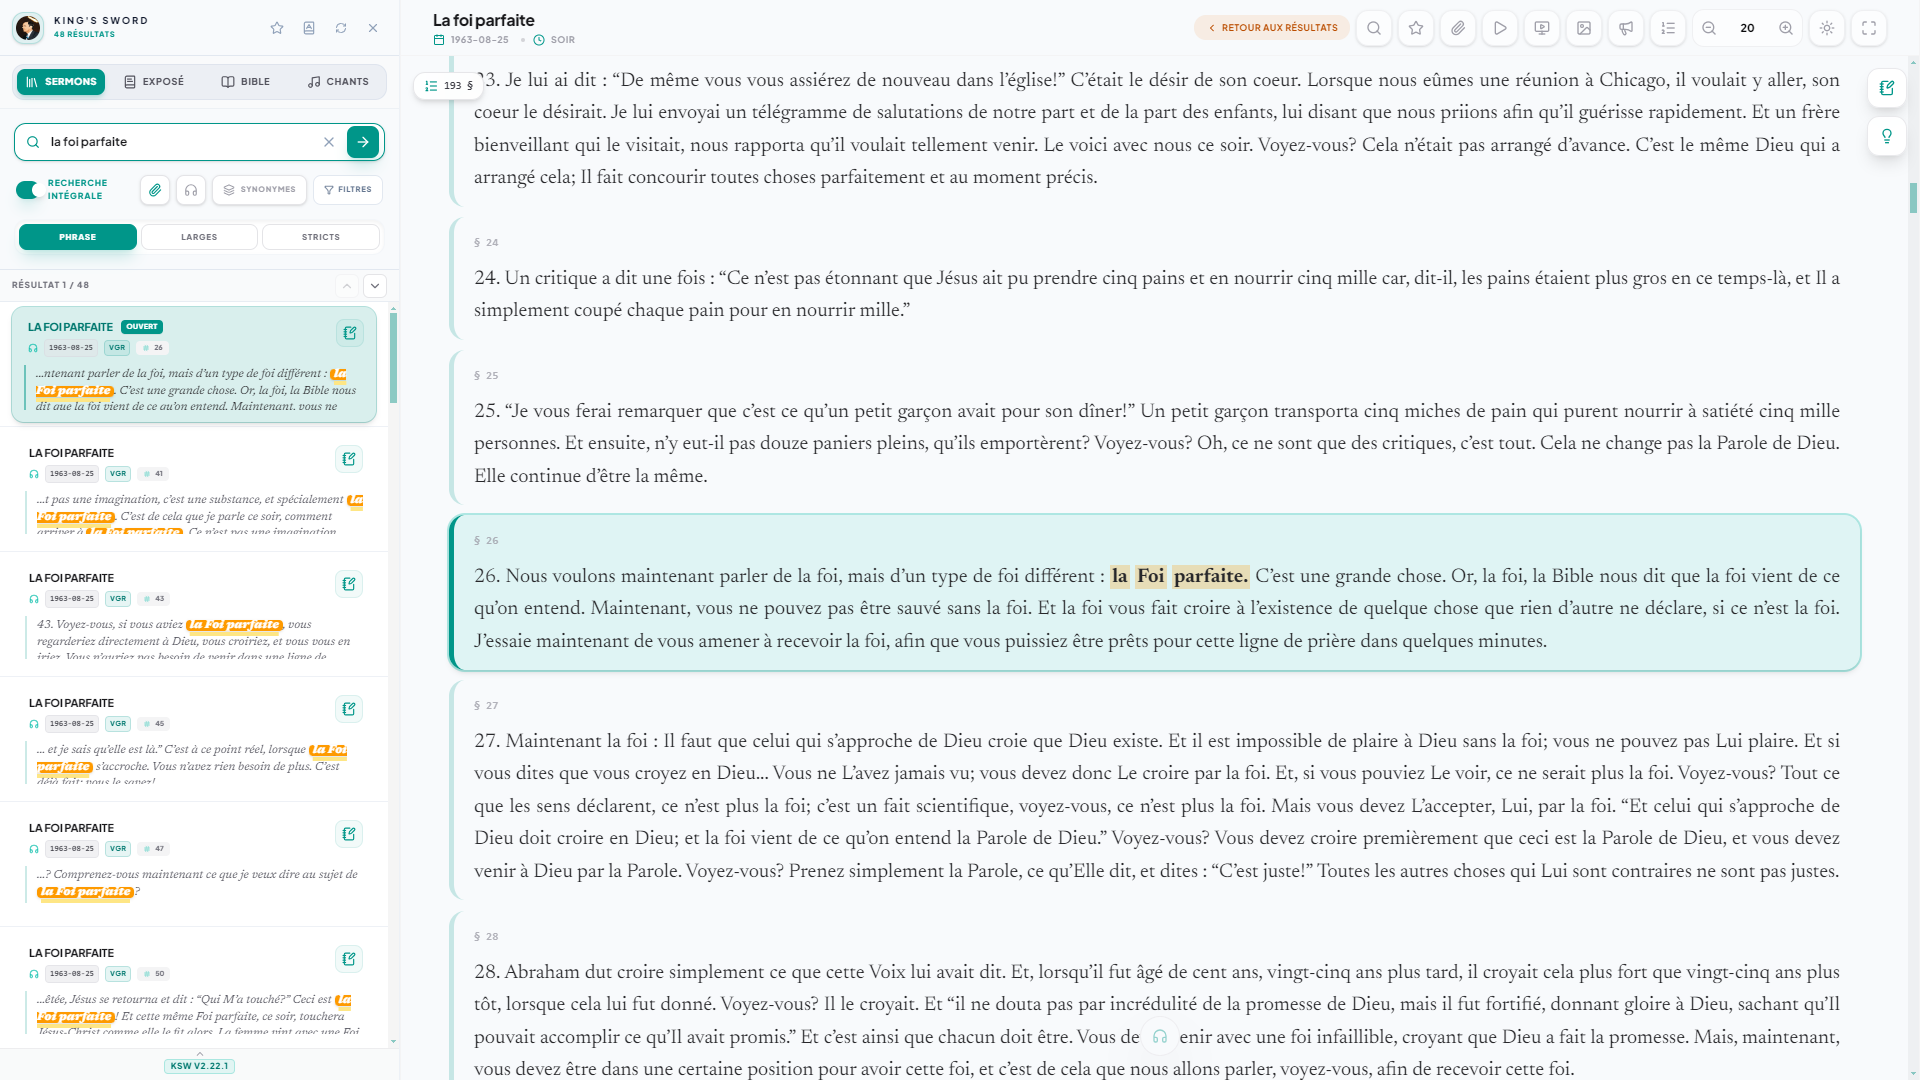 KING'S SWORD
48 RÉSULTATS
SERMONS
EXPOSÉ
BIBLE
CHANTS
la foi parfaite
RECHERCHE
INTÉGRALE
SYNONYMES
FILTRES
PHRASE
LARGES
STRICTS
RÉSULTAT 1 / 48
LA FOI PARFAITE OUVERT
1963-08-25 VGR # 26
...ntenant parler de la foi, mais d'un type de foi différent : la
Foi parfaite. C'est une grande chose. Or, la foi, la Bible nous
dit que la foi vient de ce qu'on entend. Maintenant, vous ne
LA FOI PARFAITE
1963-08-25 VGR # 41
...t pas une imagination, c'est une substance, et spécialement la
Foi parfaite. C'est de cela que je parle ce soir, comment
arriver à la Foi parfaite. Ce n'est pas une imagination
LA FOI PARFAITE
1963-08-25 VGR # 43
43. Voyez-vous, si vous aviez la Foi parfaite, vous
regarderiez directement à Dieu, vous croiriez, et vous vous en
iriez. Vous n'auriez pas besoin de venir dans une ligne de
LA FOI PARFAITE
1963-08-25 VGR # 45
... et je sais qu'elle est là." C'est à ce point réel, lorsque la Foi
parfaite s'accroche. Vous n'avez rien besoin de plus. C'est
déjà fait; vous le savez!
LA FOI PARFAITE
1963-08-25 VGR # 47
...? Comprenez-vous maintenant ce que je veux dire au sujet de
la Foi parfaite?
LA FOI PARFAITE
1963-08-25 VGR # 50
...êtée, Jésus se retourna et dit : "Qui M'a touché?" Ceci est la
Foi parfaite! Et cette même Foi parfaite, ce soir, touchera
Jésus-Christ comme elle le fit alors. La femme vint avec une Foi
KSW V2.22.1
La foi parfaite
1963-08-25 • SOIR
RETOUR AUX RÉSULTATS
20
193 §
23. Je lui ai dit : “De même vous vous assiérez de nouveau dans l’église!” C’était le désir de son coeur. Lorsque nous eûmes une réunion à Chicago, il voulait y aller, son
coeur le désirait. Je lui envoyai un télégramme de salutations de notre part et de la part des enfants, lui disant que nous priions afin qu’il guérisse rapidement. Et un frère
bienveillant qui le visitait, nous rapporta qu’il voulait tellement venir. Le voici avec nous ce soir. Voyez-vous? Cela n’était pas arrangé d’avance. C’est le même Dieu qui a
arrangé cela; Il fait concourir toutes choses parfaitement et au moment précis.
§ 24
24. Un critique a dit une fois : “Ce n’est pas étonnant que Jésus ait pu prendre cinq pains et en nourrir cinq mille car, dit-il, les pains étaient plus gros en ce temps-là, et Il a
simplement coupé chaque pain pour en nourrir mille.”
§ 25
25. “Je vous ferai remarquer que c’est ce qu’un petit garçon avait pour son dîner!” Un petit garçon transporta cinq miches de pain qui purent nourrir à satiété cinq mille
personnes. Et ensuite, n’y eut-il pas douze paniers pleins, qu’ils emportèrent? Voyez-vous? Oh, ce ne sont que des critiques, c’est tout. Cela ne change pas la Parole de Dieu.
Elle continue d’être la même.
§ 26
26. Nous voulons maintenant parler de la foi, mais d’un type de foi différent : la Foi parfaite. C’est une grande chose. Or, la foi, la Bible nous dit que la foi vient de ce
qu’on entend. Maintenant, vous ne pouvez pas être sauvé sans la foi. Et la foi vous fait croire à l’existence de quelque chose que rien d’autre ne déclare, si ce n’est la foi.
J’essaie maintenant de vous amener à recevoir la foi, afin que vous puissiez être prêts pour cette ligne de prière dans quelques minutes.
§ 27
27. Maintenant la foi : Il faut que celui qui s’approche de Dieu croie que Dieu existe. Et il est impossible de plaire à Dieu sans la foi; vous ne pouvez pas Lui plaire. Et si
vous dites que vous croyez en Dieu... Vous ne L’avez jamais vu; vous devez donc Le croire par la foi. Et, si vous pouviez Le voir, ce ne serait plus la foi. Voyez-vous? Tout ce
que les sens déclarent, ce n’est plus la foi; c’est un fait scientifique, voyez-vous, ce n’est plus la foi. Mais vous devez L’accepter, Lui, par la foi. “Et celui qui s’approche de
Dieu doit croire en Dieu; et la foi vient de ce qu’on entend la Parole de Dieu.” Voyez-vous? Vous devez croire premièrement que ceci est la Parole de Dieu, et vous devez
venir à Dieu par la Parole. Voyez-vous? Prenez simplement la Parole, ce qu’Elle dit, et dites : “C’est juste!” Toutes les autres choses qui Lui sont contraires ne sont pas justes.
§ 28
28. Abraham dut croire simplement ce que cette Voix lui avait dit. Et, lorsqu’il fut âgé de cent ans, vingt-cinq ans plus tard, il croyait cela plus fort que vingt-cinq ans plus
tôt, lorsque cela lui fut donné. Voyez-vous? Il le croyait. Et “il ne douta pas par incrédulité de la promesse de Dieu, mais il fut fortifié, donnant gloire à Dieu, sachant qu’Il
pouvait accomplir ce qu’Il avait promis.” Et c’est ainsi que chacun doit être. Vous de enir avec une foi infaillible, croyant que Dieu a fait la promesse. Mais, maintenant,
vous devez être dans une certaine position pour avoir cette foi, et c’est de cela que nous allons parler, voyez-vous, afin de recevoir cette foi.